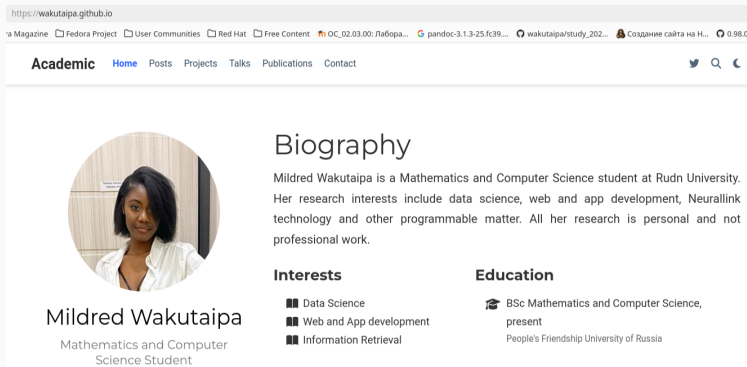 https://wakutaipa.github.io
ra Magazine Fedora Project User Communities Red Hat Free Content ОС_02.03.00: Лабора... pandoc-3.1.3-25.fc39.... wakutaipa/study_202... Создание сайта на H... 0.98.0
Academic Home Posts Projects Talks Publications Contact
Biography
Mildred Wakutaipa is a Mathematics and Computer Science student at Rudn University.
Her research interests include data science, web and app development, Neurallink
technology and other programmable matter. All her research is personal and not
professional work.
Interests
Data Science
Web and App development
Information Retrieval
Education
BSc Mathematics and Computer Science,
present
People's Friendship University of Russia
Mildred Wakutaipa
Mathematics and Computer
Science Student